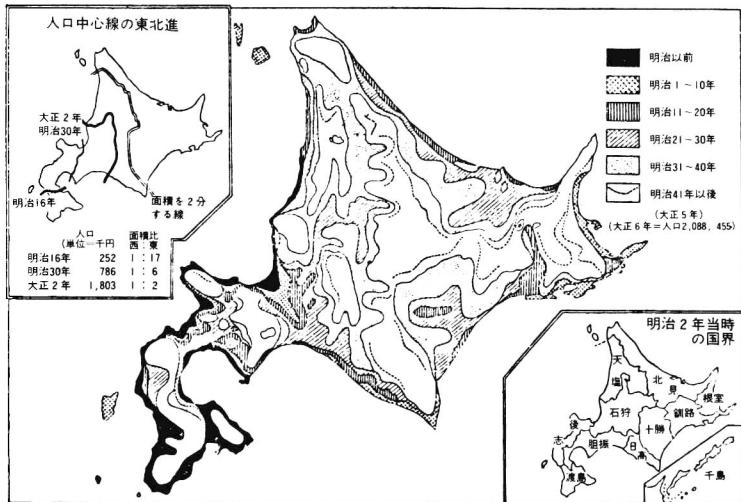 人口中心線の東北進
大正2年
明治30年
明治16年
面積を2分
する線
人口
(単位=千円)
面積比
西:東
明治16年 252 1:17
明治30年 786 1:6
大正2年 1,803 1:2
明治以前
明治1~10年
明治11~20年
明治21~30年
明治31~40年
明治41年以後
(大正5年)
(大正6年=人口2,088,455)
明治2年当時
の国界
天
塩
北
見
根室
石狩
釧路
十勝
後
志
胆振
日
高
渡島
千島